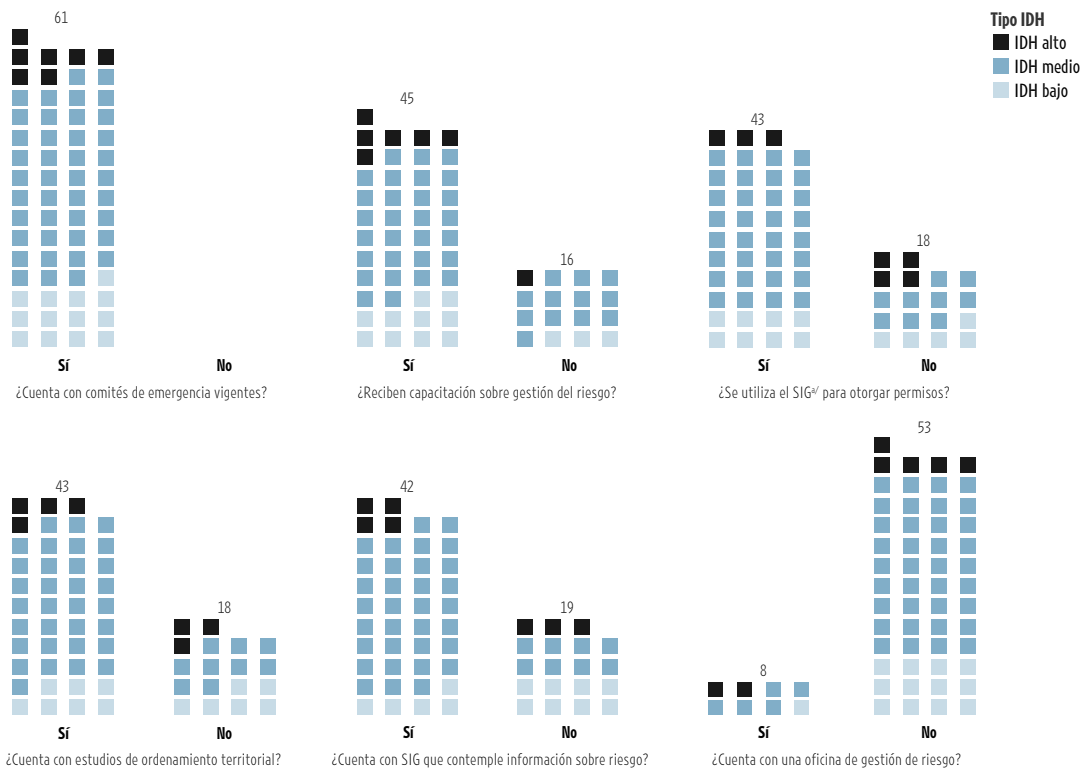 61
Tipo IDH
IDH alto
IDH medio
IDH bajo
45
43
16
18
Sí
No
Sí
No
Sí
No
¿Cuenta con comités de emergencia vigentes?
¿Reciben capacitación sobre gestión del riesgo?
¿Se utiliza el SIGa/ para otorgar permisos?
53
43
42
18
19
8
Sí
No
Sí
No
Sí
No
¿Cuenta con estudios de ordenamiento territorial?
¿Cuenta con SIG que contemple información sobre riesgo?
¿Cuenta con una oficina de gestión de riesgo?